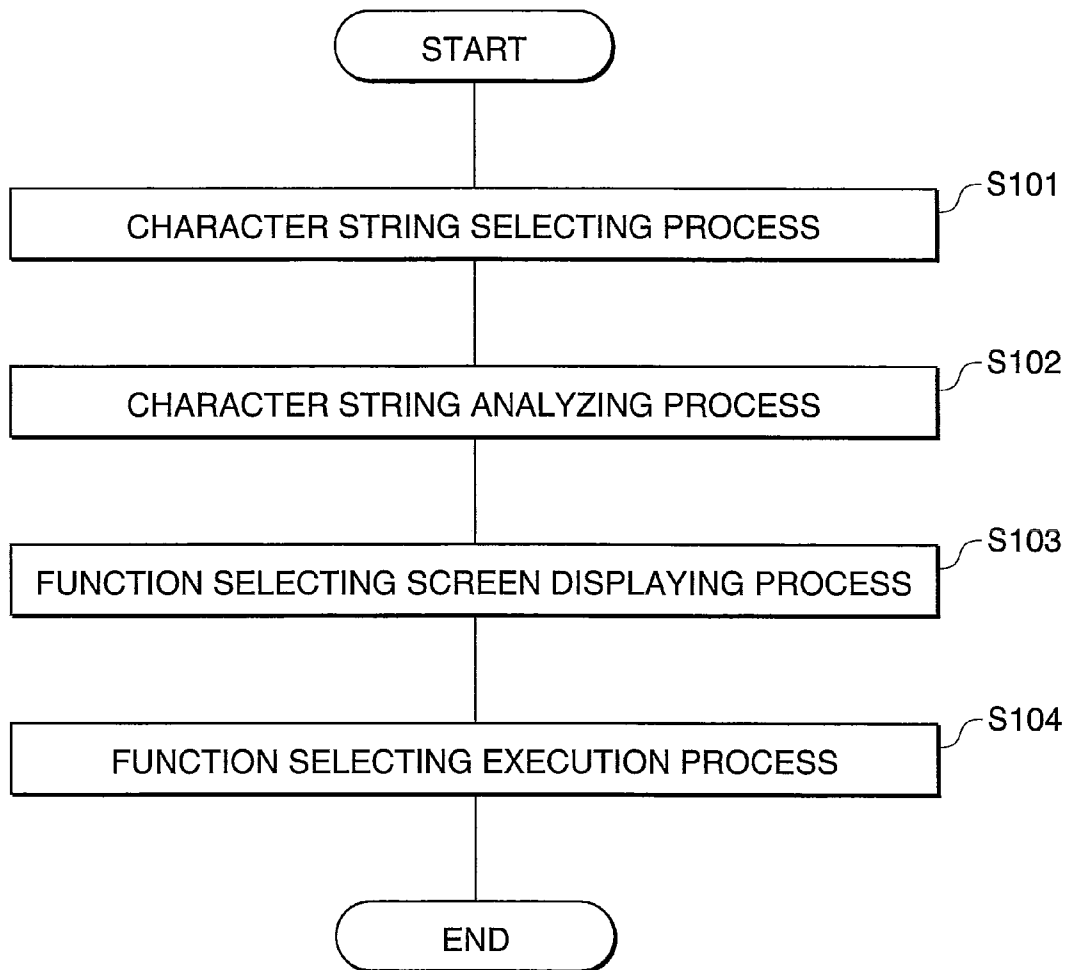 START
S101
CHARACTER STRING SELECTING PROCESS
S102
CHARACTER STRING ANALYZING PROCESS
S103
FUNCTION SELECTING SCREEN DISPLAYING PROCESS
S104
FUNCTION SELECTING EXECUTION PROCESS
END